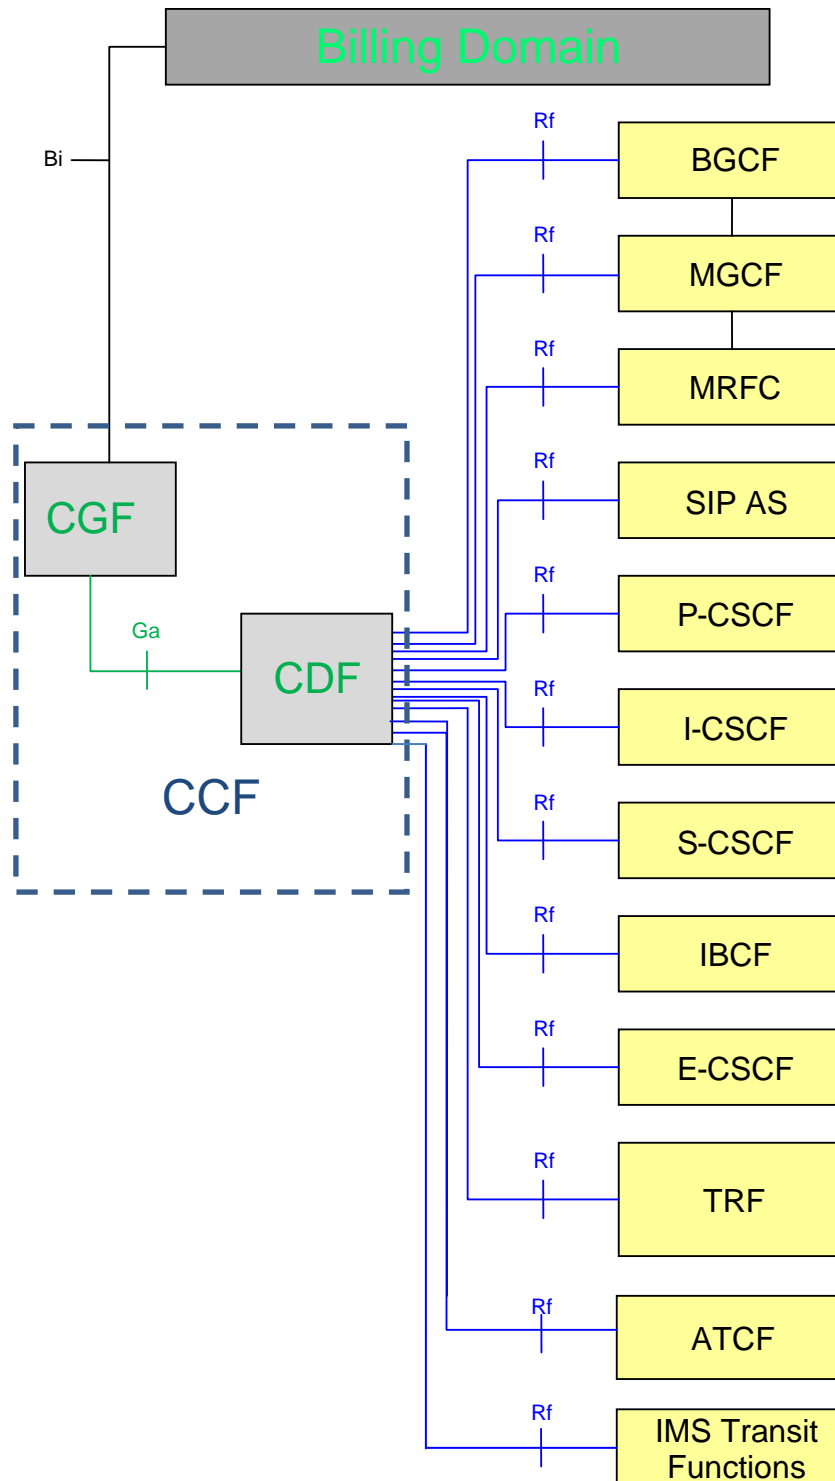 Billing Domain
Bi
Rf
BGCF
Rf
MGCF
Rf
MRFC
Rf
SIP AS
CGF
Rf
P-CSCF
Ga
CDF
Rf
I-CSCF
CCF
Rf
S-CSCF
Rf
IBCF
Rf
E-CSCF
Rf
TRF
Rf
ATCF
Rf
IMS Transit
Functions